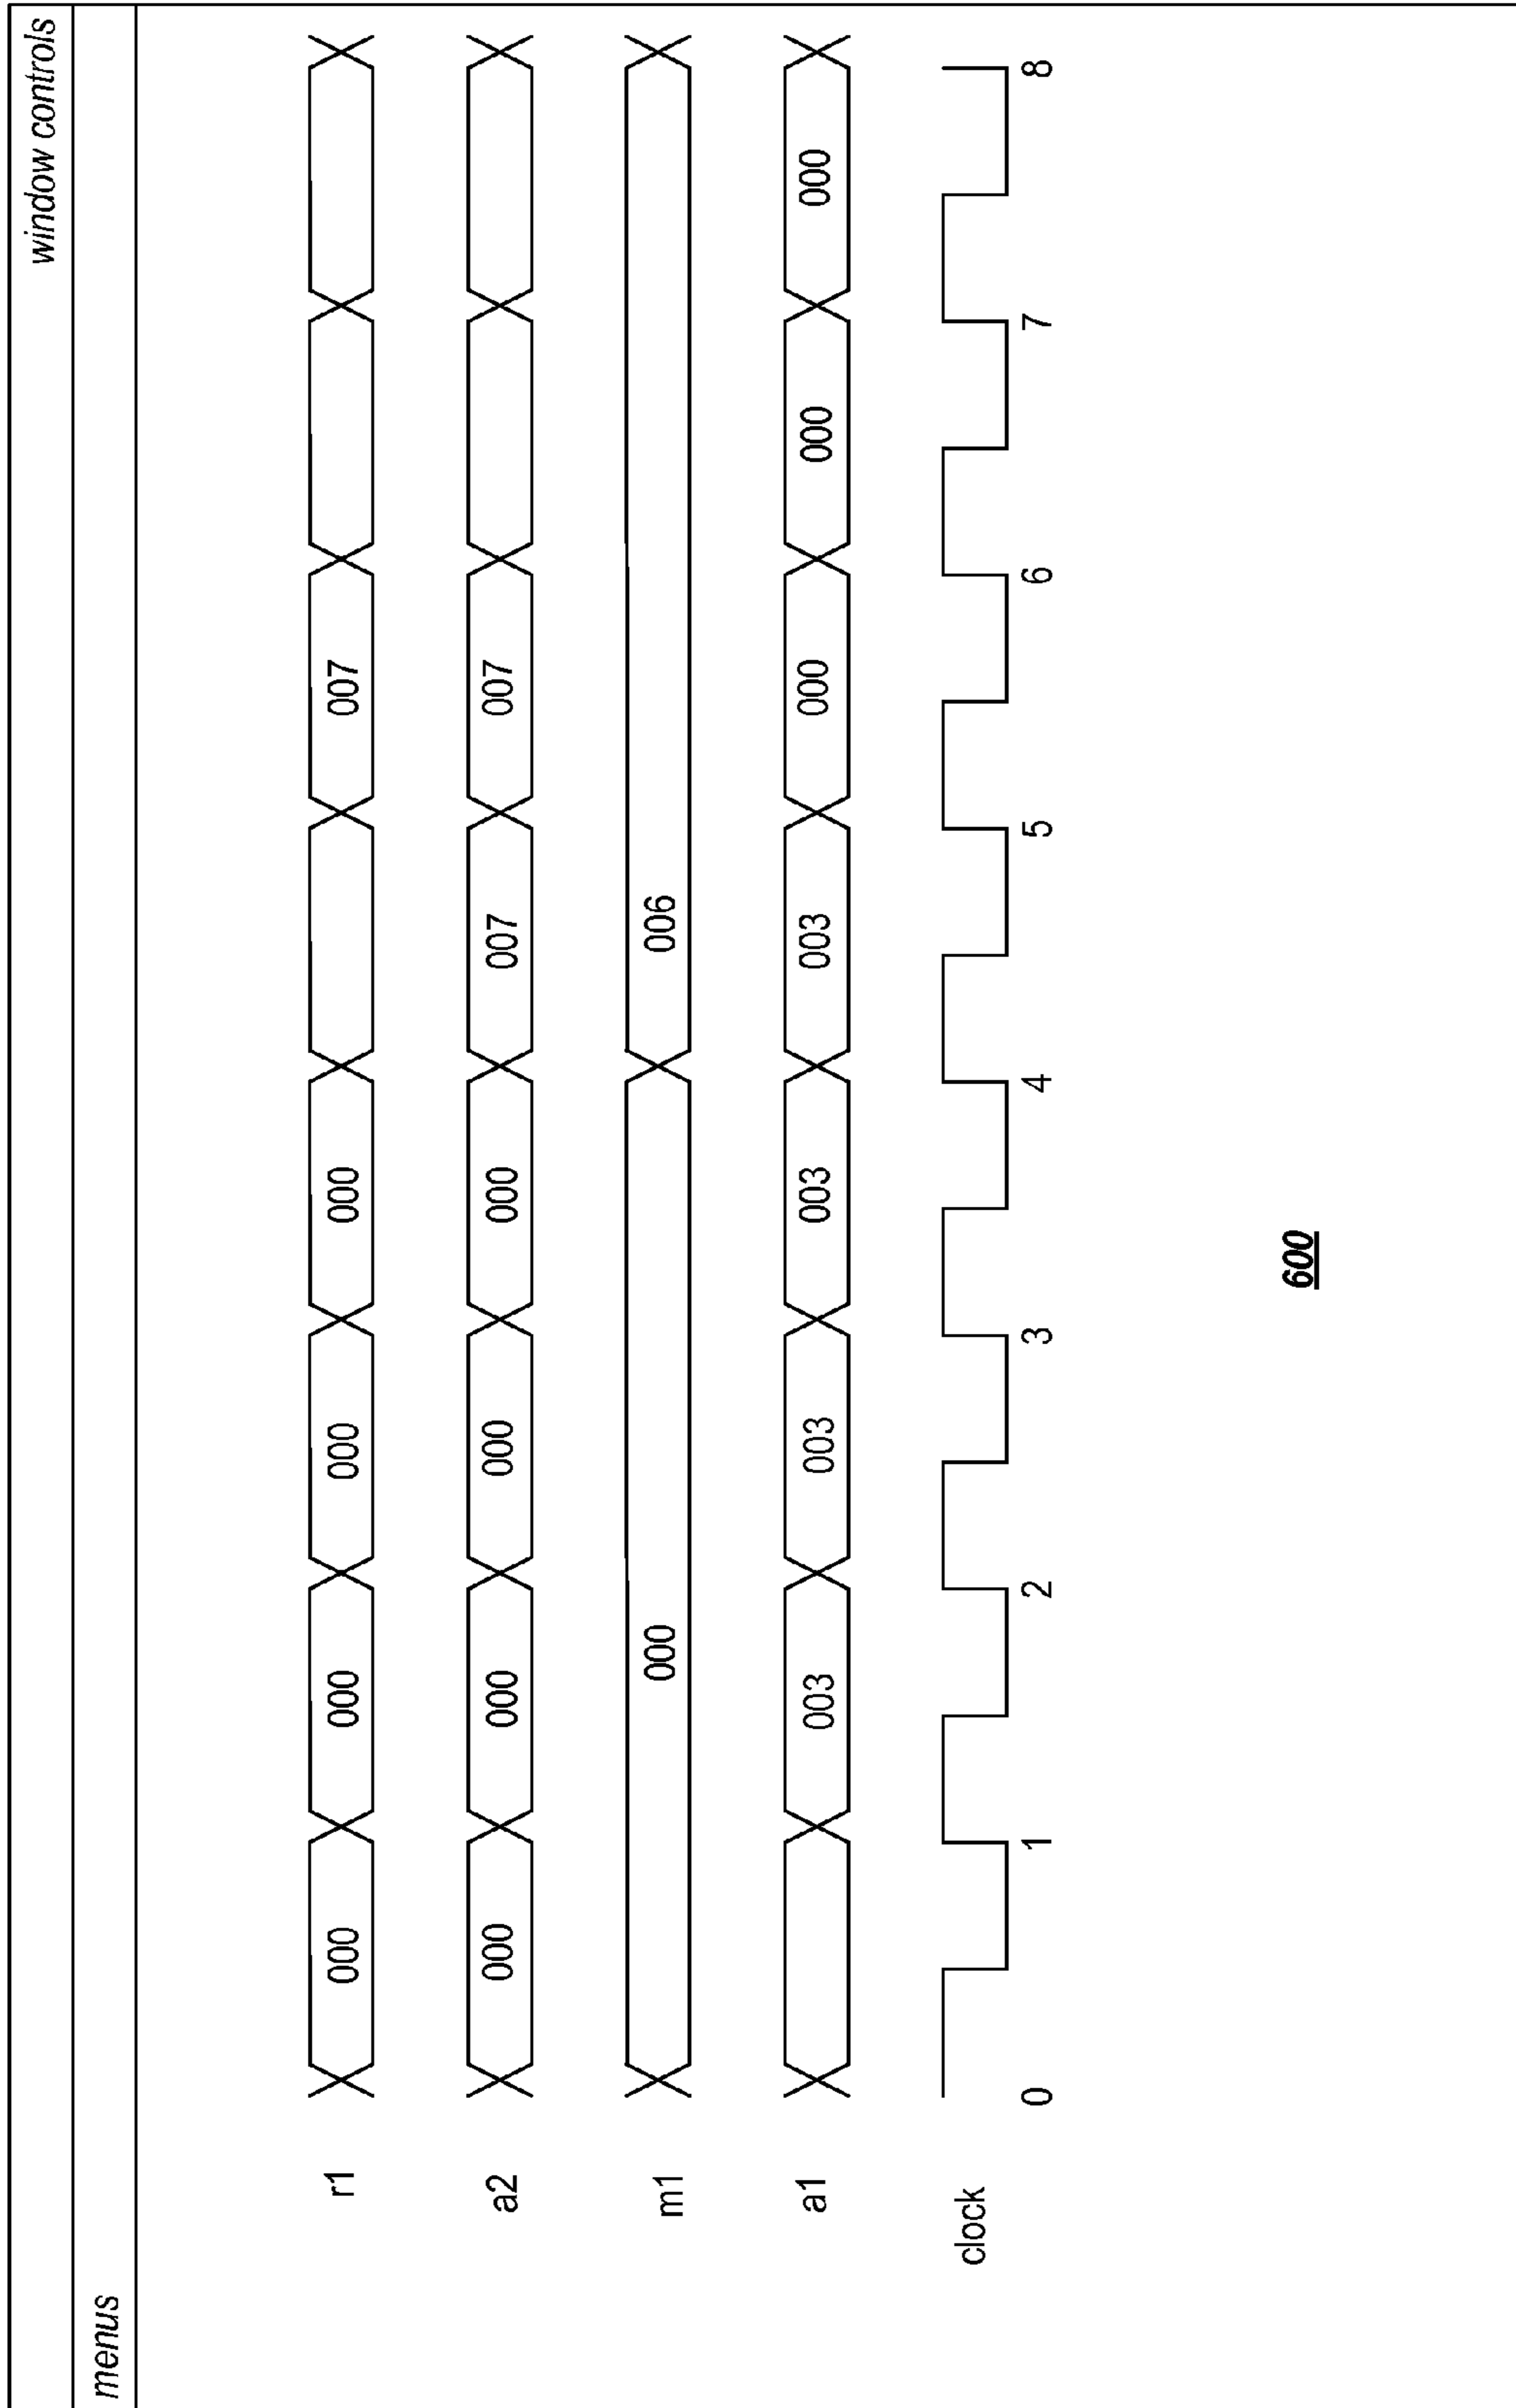 window controls
menus
r1 000 000 000 000 007
a2 000 000 000 000 007 007
m1 000 006
a1 003 003 003 003 000 000 000
clock
0 1 2 3 4 5 6 7 8
600